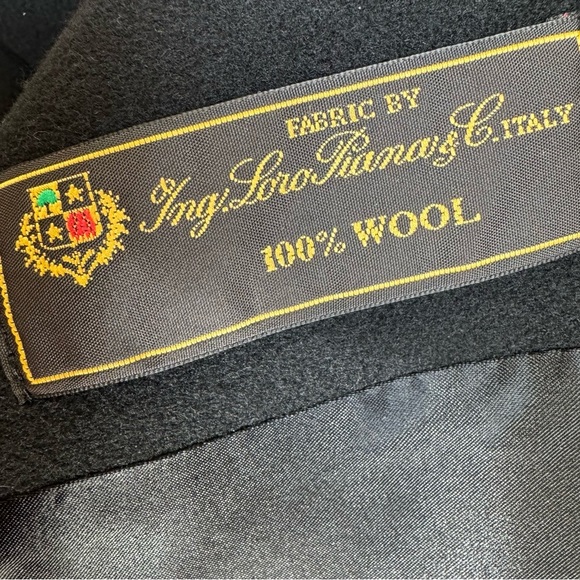 FABRIC BY
Ing. Loro Piana & C. ITALY
100% WOOL